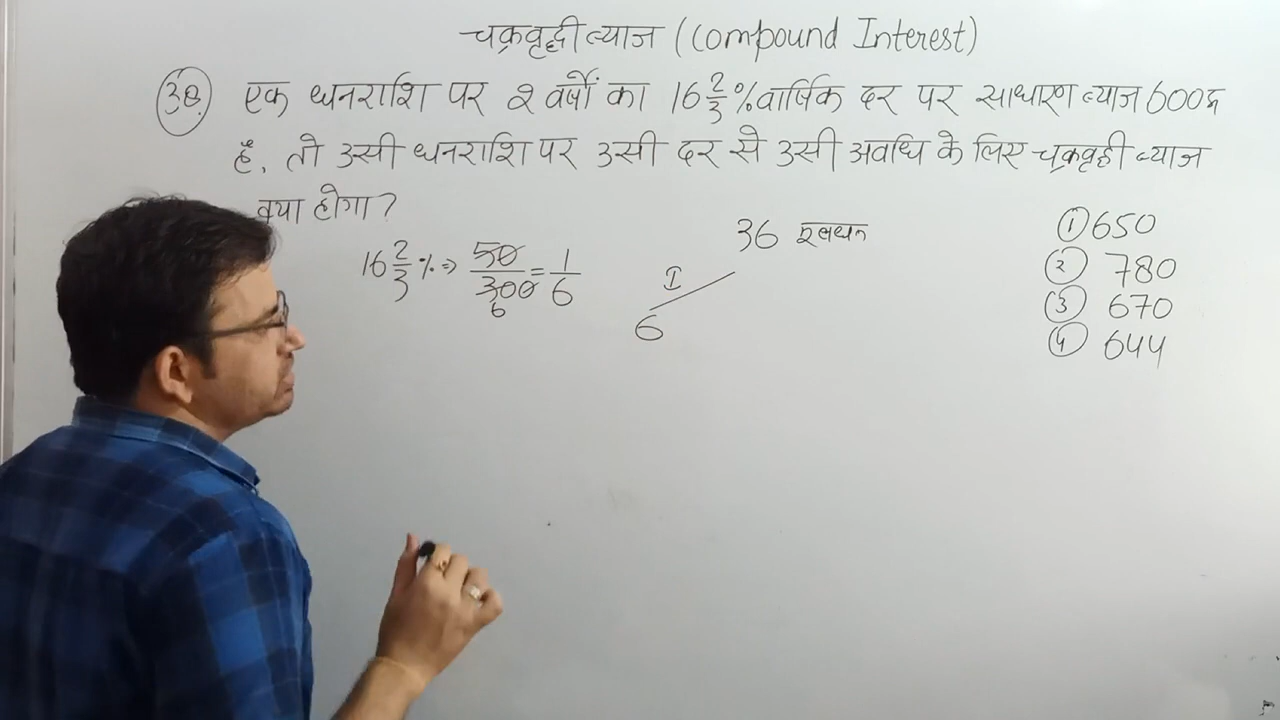 चक्रवृद्धी ब्याज (Compound Interest)
38. एक धनराशि पर 2 वर्षों का 16 2/3 % वार्षिक दर पर साधारण ब्याज 600रु
है, तो उसी धनराशि पर उसी दर से उसी अवधि के लिए चक्रवृद्दी ब्याज
क्या होगा ?
16 2/3 % ⇒ 50/300 = 1/6
6
36 मूलधन
I
6
① 650
② 780
③ 670
④ 644